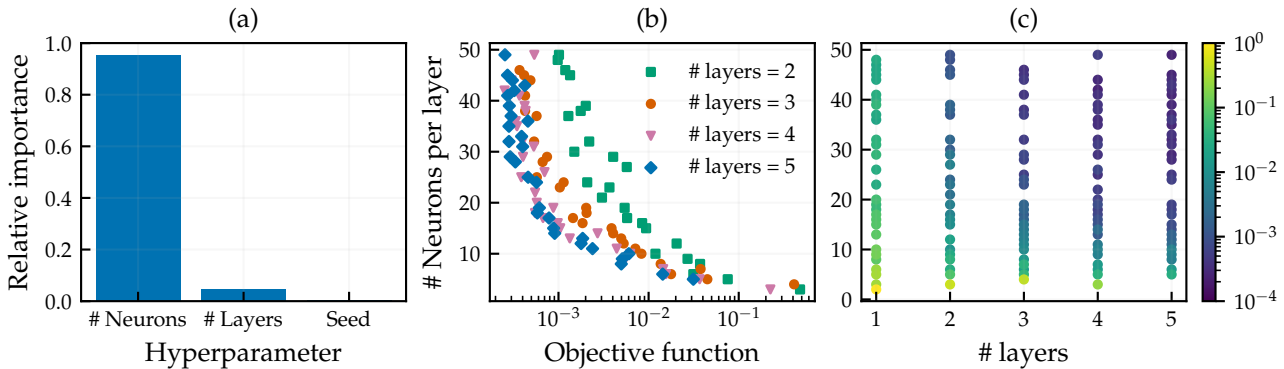 (a)
Relative importance
1.0
0.8
0.6
0.4
0.2
0.0
# Neurons
# Layers
Seed
Hyperparameter
(b)
# Neurons per layer
50
40
30
20
10
10⁻³
10⁻²
10⁻¹
Objective function
# layers = 2
# layers = 3
# layers = 4
# layers = 5
(c)
50
40
30
20
10
0
1
2
3
4
5
# layers
10⁰
10⁻¹
10⁻²
10⁻³
10⁻⁴